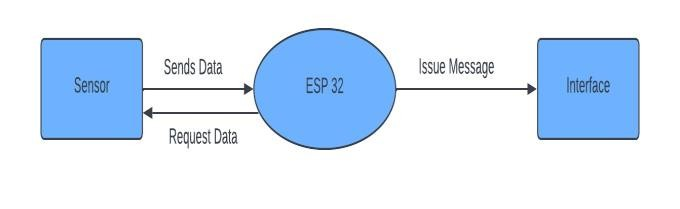 Sensor
Sends Data
Request Data
ESP 32
Issue Message
Interface